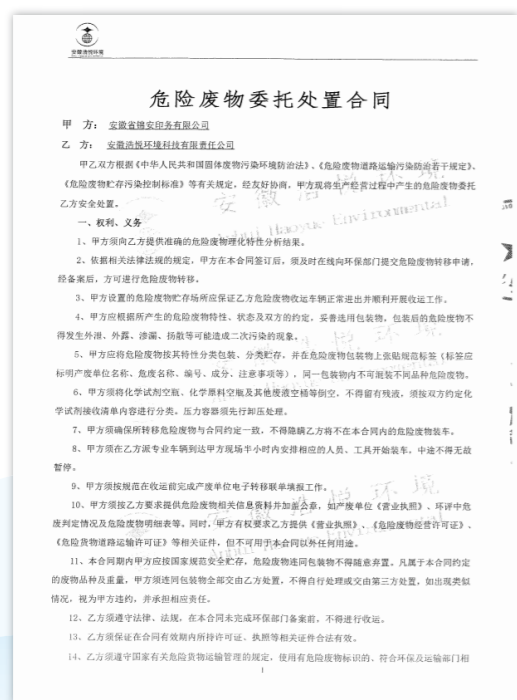 安徽浩悦环境
危险废物委托处置合同
甲 方： 安徽省锦安印务有限公司
乙 方： 安徽浩悦环境科技有限责任公司
甲乙双方根据《中华人民共和国固体废物污染环境防治法》、《危险废物道路运输污染防治若干规定》、
《危险废物贮存污染控制标准》等有关规定，经友好协商，甲方现将生产经营过程中产生的危险废物委托
乙方安全处置。
安徽浩悦环境
Anhui Haoyue Environmental
一、权利、义务
1、甲方须向乙方提供准确的危险废物理化特性分析结果。
2、依据相关法律法规的规定，甲方在本合同签订后，须及时在线向环保部门提交危险废物转移申请，
经备案后，方可进行危险废物转移。
3、甲方设置的危险废物贮存场所应保证乙方危险废物收运车辆正常进出并顺利开展收运工作。
4、甲方应根据所产生的危险废物特性、状态及双方的约定，妥善选用包装物，包装后的危险废物不
得发生外泄、外露、渗漏、扬散等可能造成二次污染的现象。
5、甲方应将危险废物按其特性分类包装、分类贮存，并在危险废物包装物上张贴规范标签（标签应
标明产废单位名称、危废名称、编号、成分、注意事项等），同一包装物内不可混装不同品种危险废物。
6、甲方须将化学试剂空瓶、化学原料空瓶及其他废液空桶等倒空，不得留有残液，须按双方约定化
学试剂接收清单内容进行分类。压力容器须先行卸压处理。
7、甲方须确保所转移危险废物与合同约定一致，不得隐瞒乙方将不在本合同内的危险废物装车。
8、甲方须在乙方派专业车辆到达甲方现场半小时内安排相应的人员、工具开始装车，中途不得无故
暂停。
9、甲方须按规范在收运前完成产废单位电子转移联单填报工作。
安徽浩悦环境
10、甲方须按乙方要求提供危险废物相关信息资料并加盖公章，如产废单位《营业执照》、环评中危
废判定情况及危险废物明细表等。同时，甲方有权要求乙方提供《营业执照》、《危险废物经营许可证》、
《危险货物道路运输许可证》等相关证件，但不可用于本合同以外任何用途。
Anhui Haoyue Environmental
11、本合同期内甲方应按国家规范安全贮存，危险废物连同包装物不得随意弃置。凡属于本合同约定
的废物品种及重量，甲方须连同包装物全部交由乙方处置，不得自行处理或交由第三方处置，如出现类似
情况，视为甲方违约，并承担相应责任。
12、乙方须遵守法律、法规，在本合同未完成环保部门备案前，不得进行收运。
13、乙方须保证在合同有效期内所持许可证、执照等相关证件合法有效。
14、乙方须遵守国家有关危险货物运输管理的规定，使用有危险废物标识的、符合环保及运输部门相
1